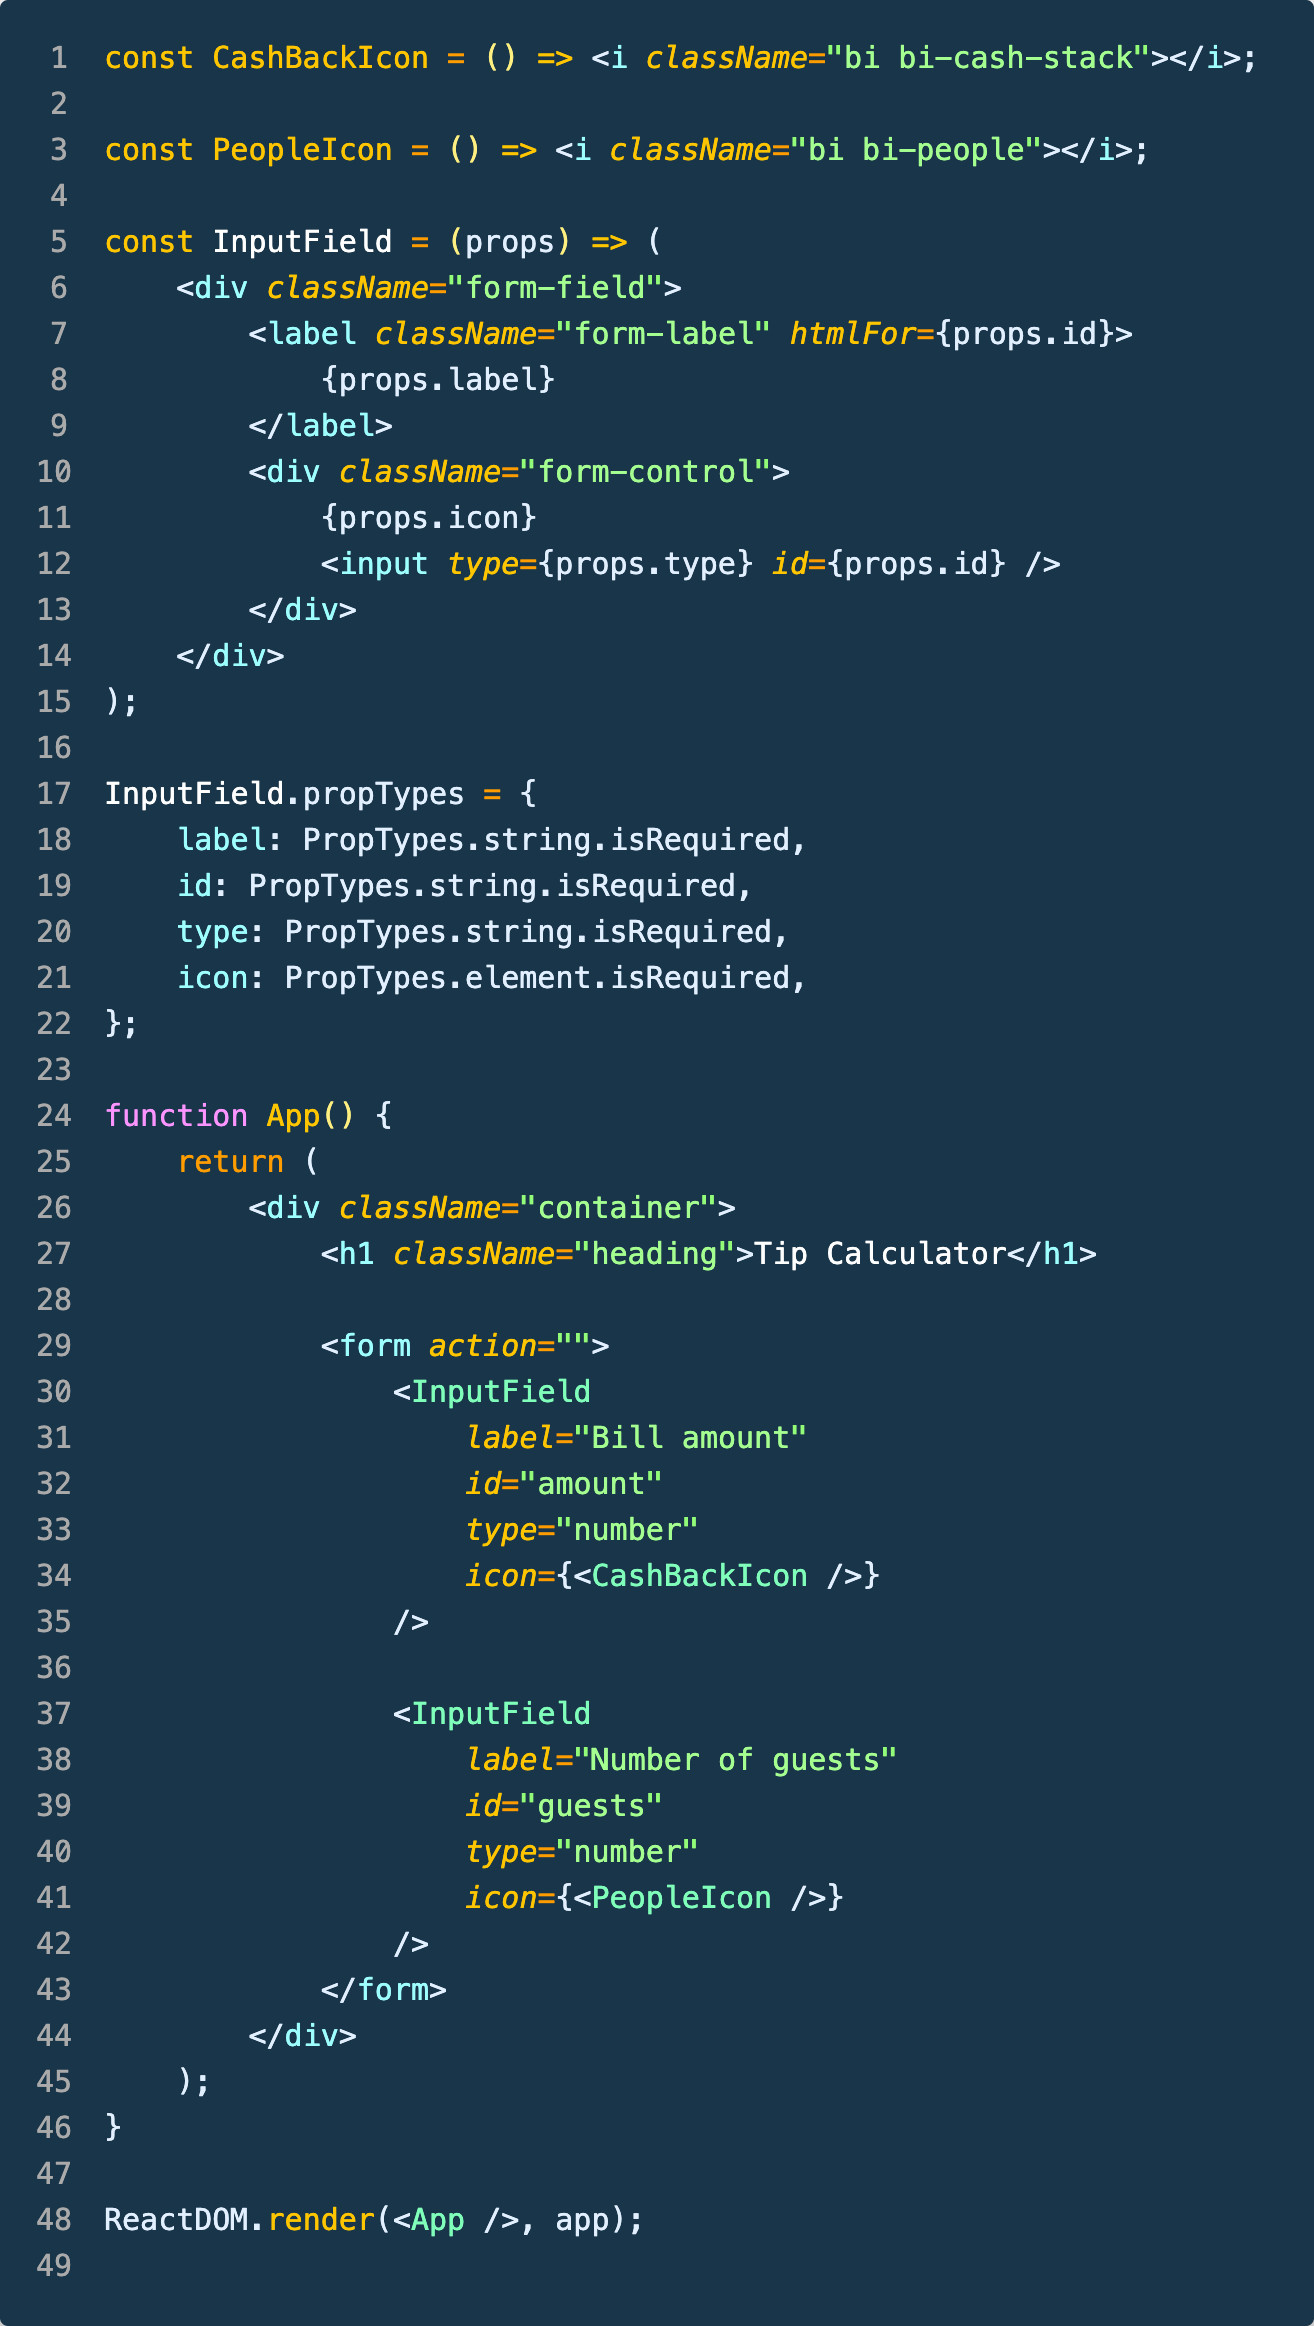 1 const CashBackIcon = () => <i className="bi bi-cash-stack"></i>;
2
3 const PeopleIcon = () => <i className="bi bi-people"></i>;
4
5 const InputField = (props) => (
6     <div className="form-field">
7         <label className="form-label" htmlFor={props.id}>
8             {props.label}
9         </label>
10         <div className="form-control">
11             {props.icon}
12             <input type={props.type} id={props.id} />
13         </div>
14     </div>
15 );
16
17 InputField.propTypes = {
18     label: PropTypes.string.isRequired,
19     id: PropTypes.string.isRequired,
20     type: PropTypes.string.isRequired,
21     icon: PropTypes.element.isRequired,
22 };
23
24 function App() {
25     return (
26         <div className="container">
27             <h1 className="heading">Tip Calculator</h1>
28
29             <form action="">
30                 <InputField
31                     label="Bill amount"
32                     id="amount"
33                     type="number"
34                     icon={<CashBackIcon />}
35                 />
36
37                 <InputField
38                     label="Number of guests"
39                     id="guests"
40                     type="number"
41                     icon={<PeopleIcon />}
42                 />
43             </form>
44         </div>
45     );
46 }
47
48 ReactDOM.render(<App />, app);
49